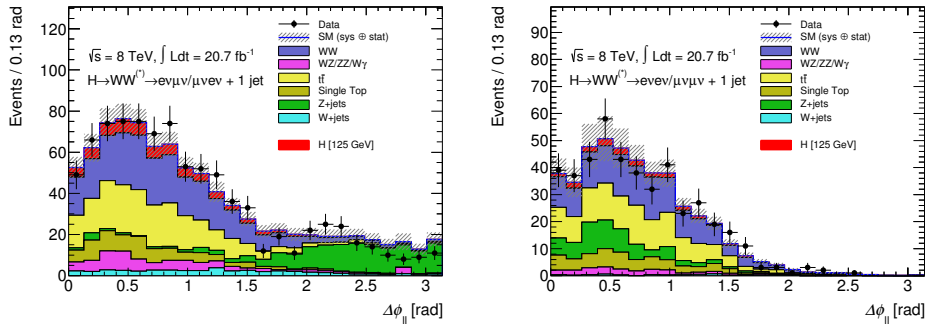 Events / 0.13 rad
140
120
100
80
60
40
20
0
Data
SM (sys ⊕ stat)
WW
WZ/ZZ/Wγ
tt̄
Single Top
Z+jets
W+jets
H [125 GeV]
√s = 8 TeV, ∫ Ldt = 20.7 fb⁻¹
H→WW⁽*⁾→eνμν/μνeν + 1 jet
0 0.5 1 1.5 2 2.5 3
Δϕ_ll [rad]
Events / 0.13 rad
100
90
80
70
60
50
40
30
20
10
0
Data
SM (sys ⊕ stat)
WW
WZ/ZZ/Wγ
tt̄
Single Top
Z+jets
W+jets
H [125 GeV]
√s = 8 TeV, ∫ Ldt = 20.7 fb⁻¹
H→WW⁽*⁾→eνeν/μνμν + 1 jet
0 0.5 1 1.5 2 2.5 3
Δϕ_ll [rad]